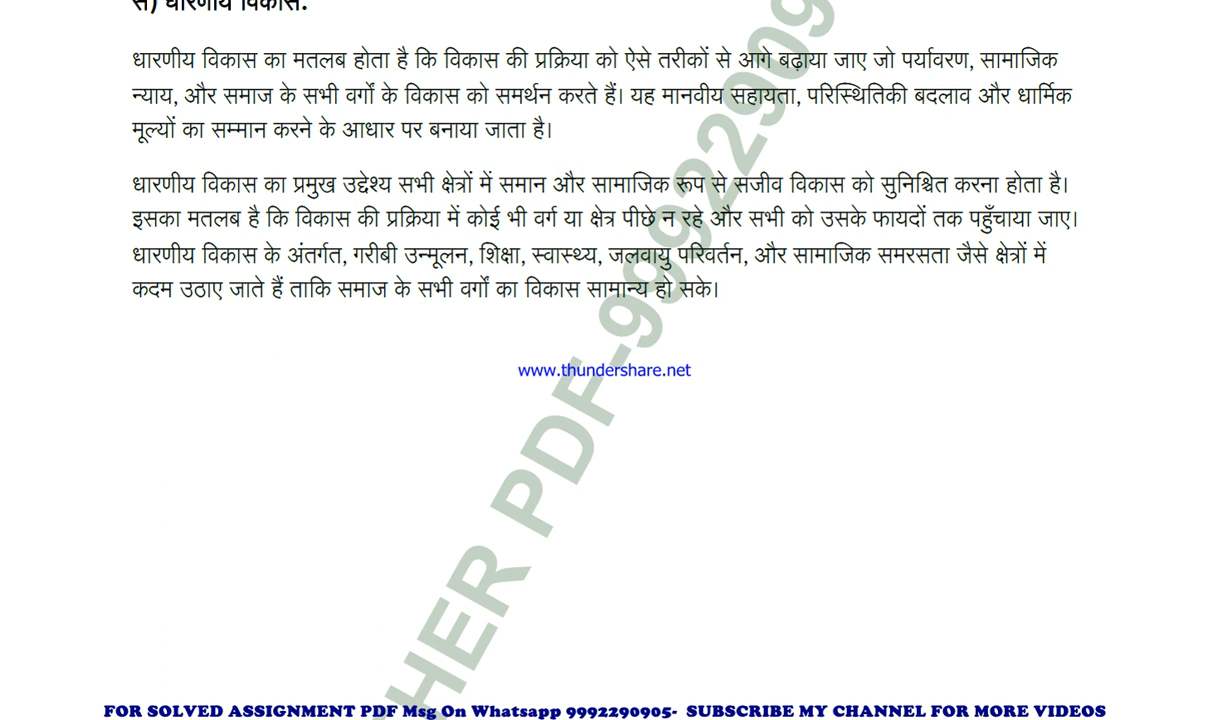 स) धारणीय विकास:
धारणीय विकास का मतलब होता है कि विकास की प्रक्रिया को ऐसे तरीकों से आगे बढ़ाया जाए जो पर्यावरण, सामाजिक
न्याय, और समाज के सभी वर्गों के विकास को समर्थन करते हैं। यह मानवीय सहायता, परिस्थितिकी बदलाव और धार्मिक
मूल्यों का सम्मान करने के आधार पर बनाया जाता है।
धारणीय विकास का प्रमुख उद्देश्य सभी क्षेत्रों में समान और सामाजिक रूप से सजीव विकास को सुनिश्चित करना होता है।
इसका मतलब है कि विकास की प्रक्रिया में कोई भी वर्ग या क्षेत्र पीछे न रहे और सभी को उसके फायदों तक पहुँचाया जाए।
धारणीय विकास के अंतर्गत, गरीबी उन्मूलन, शिक्षा, स्वास्थ्य, जलवायु परिवर्तन, और सामाजिक समरसता जैसे क्षेत्रों में
कदम उठाए जाते हैं ताकि समाज के सभी वर्गों का विकास सामान्य हो सके।
www.thundershare.net
HER PDF-99922909
FOR SOLVED ASSIGNMENT PDF Msg On Whatsapp 9992290905- SUBSCRIBE MY CHANNEL FOR MORE VIDEOS